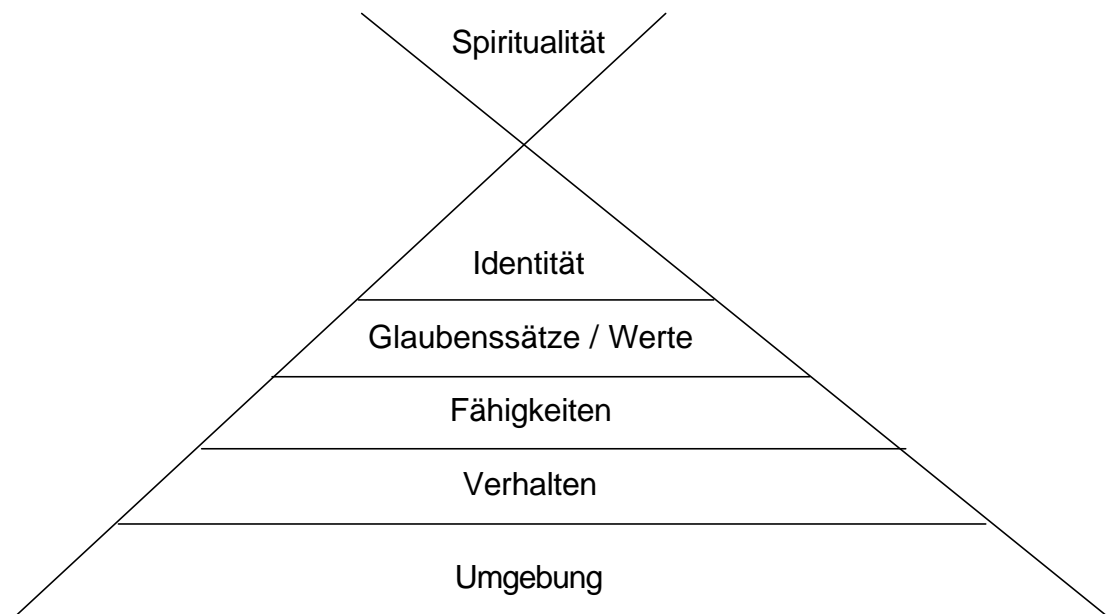 Spiritualität
Identität
Glaubenssätze / Werte
Fähigkeiten
Verhalten
Umgebung